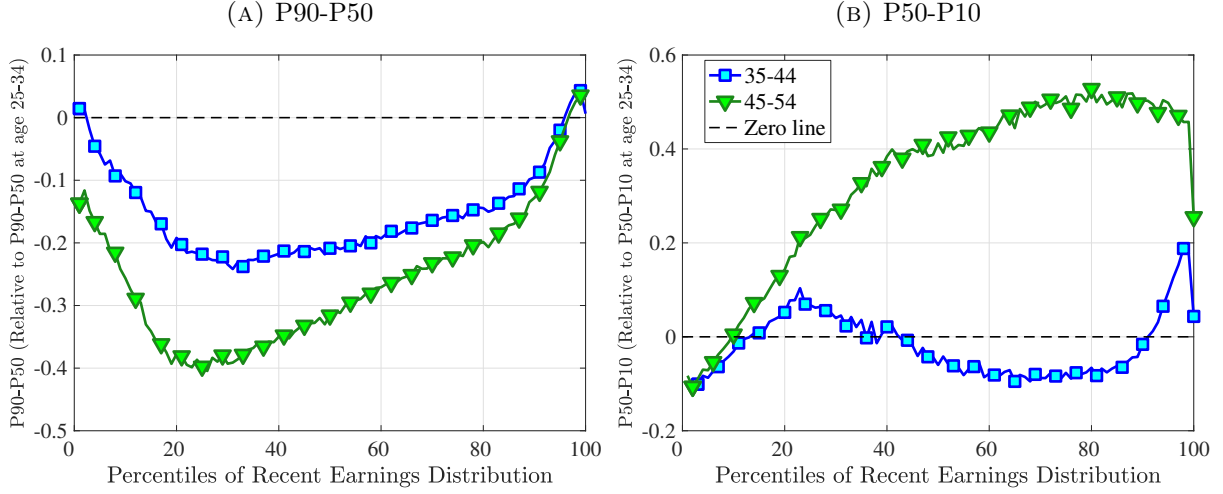 (A) P90-P50
P90-P50 (Relative to P90-P50 at age 25-34)
0.1
0
-0.1
-0.2
-0.3
-0.4
-0.5
0 20 40 60 80 100
Percentiles of Recent Earnings Distribution
(B) P50-P10
P50-P10 (Relative to P50-P10 at age 25-34)
0.6
0.4
0.2
0
-0.2
35-44
45-54
Zero line
0 20 40 60 80 100
Percentiles of Recent Earnings Distribution